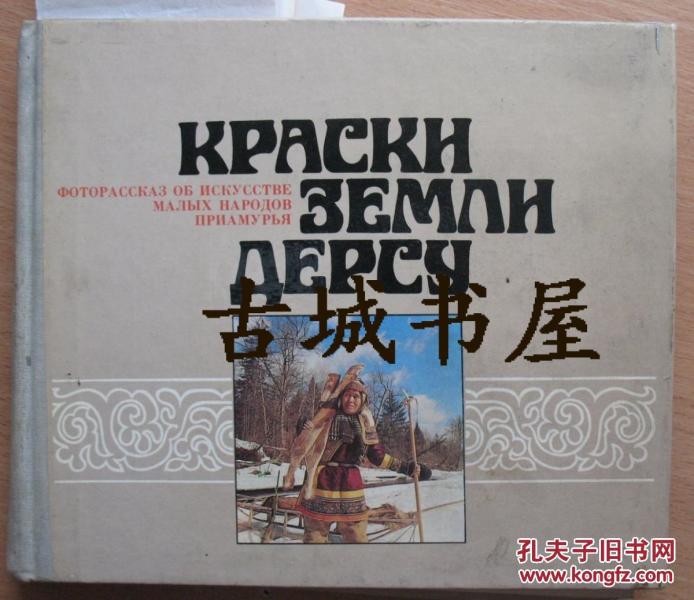 КРАСКИ
ФОТОРАССКАЗ ОБ ИСКУССТВЕ
МАЛЫХ НАРОДОВ
ПРИАМУРЬЯ
ЗЕМЛИ
ДЕРСУ
古城书屋
孔夫子旧书网
www.kongfz.com